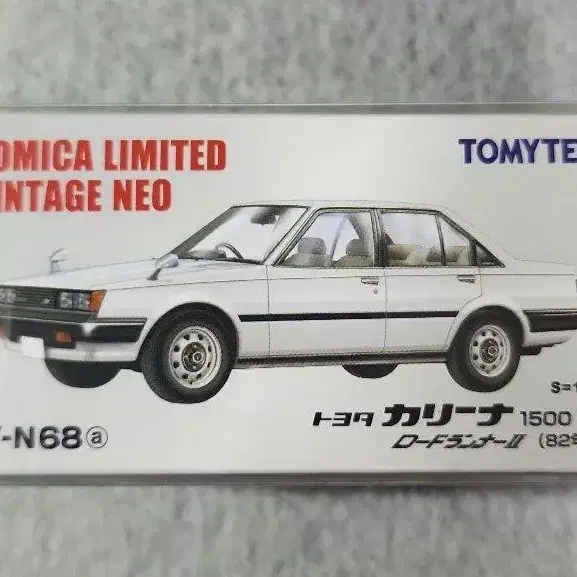 OMICA LIMITED
INTAGE NEO
TOMYTE
S=1
トヨタ カリーナ 1500
ロードランナーII (82
-N68ⓐ